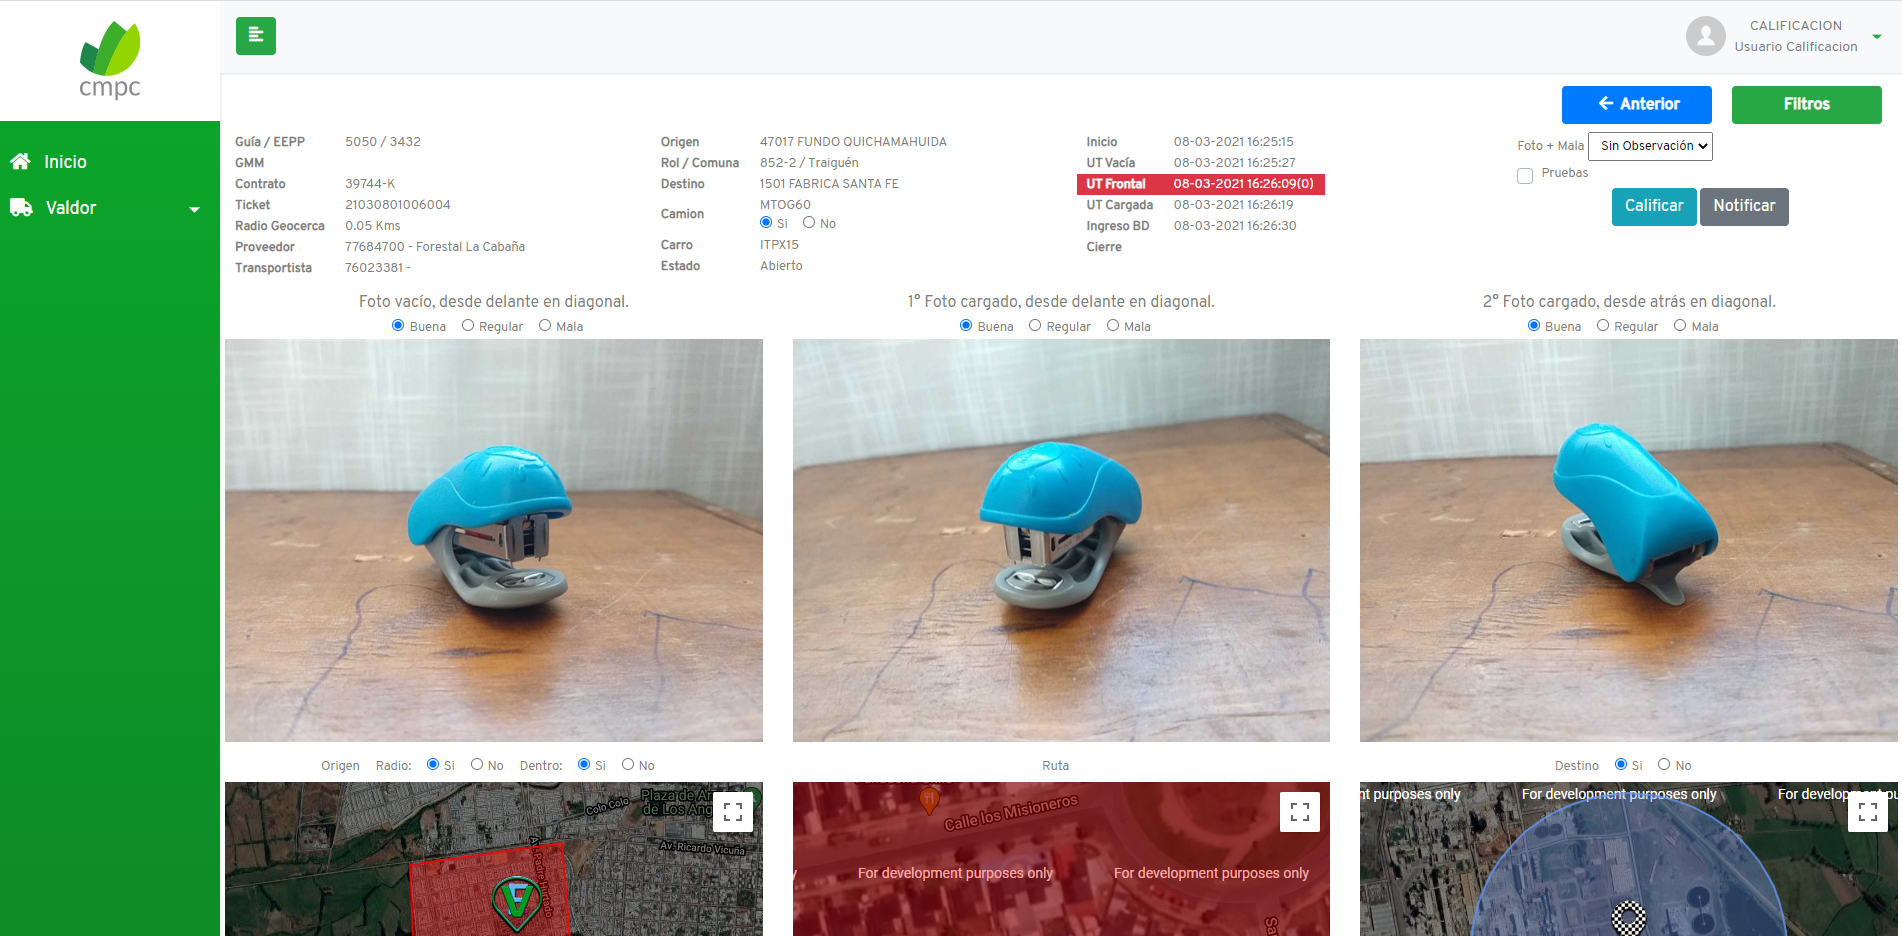 cmpc
CALIFICACION
Usuario Calificacion
Inicio
Valdor
Anterior
Filtros
Guía / EEPP 5050 / 3432
GMM
Contrato 39744-K
Ticket 21030801006004
Radio Geocerca 0.05 Kms
Proveedor 77684700 - Forestal La Cabaña
Transportista 76023381 -
Origen 47017 FUNDO QUICHAMAHUIDA
Rol / Comuna 852-2 / Traiguén
Destino 1501 FABRICA SANTA FE
Camion MTOG60
Si No
Carro ITPX15
Estado Abierto
Inicio 08-03-2021 16:25:15
UT Vacía 08-03-2021 16:25:27
UT Frontal 08-03-2021 16:26:09(0)
UT Cargada 08-03-2021 16:26:19
Ingreso BD 08-03-2021 16:26:30
Cierre
Foto + Mala Sin Observación
Pruebas
Calificar Notificar
Foto vacío, desde delante en diagonal.
Buena Regular Mala
1° Foto cargado, desde delante en diagonal.
Buena Regular Mala
2° Foto cargado, desde atrás en diagonal.
Buena Regular Mala
Origen Radio: Si No Dentro: Si No
Ruta
Destino Si No
Plaza de Ar
de Los Ang
Colo Colo
Av. Ricardo Vicuña
Av. Padre Hurtado
Calle los Misioneros
For development purposes only For development purposes only
nt purposes only For development purposes only For development pu